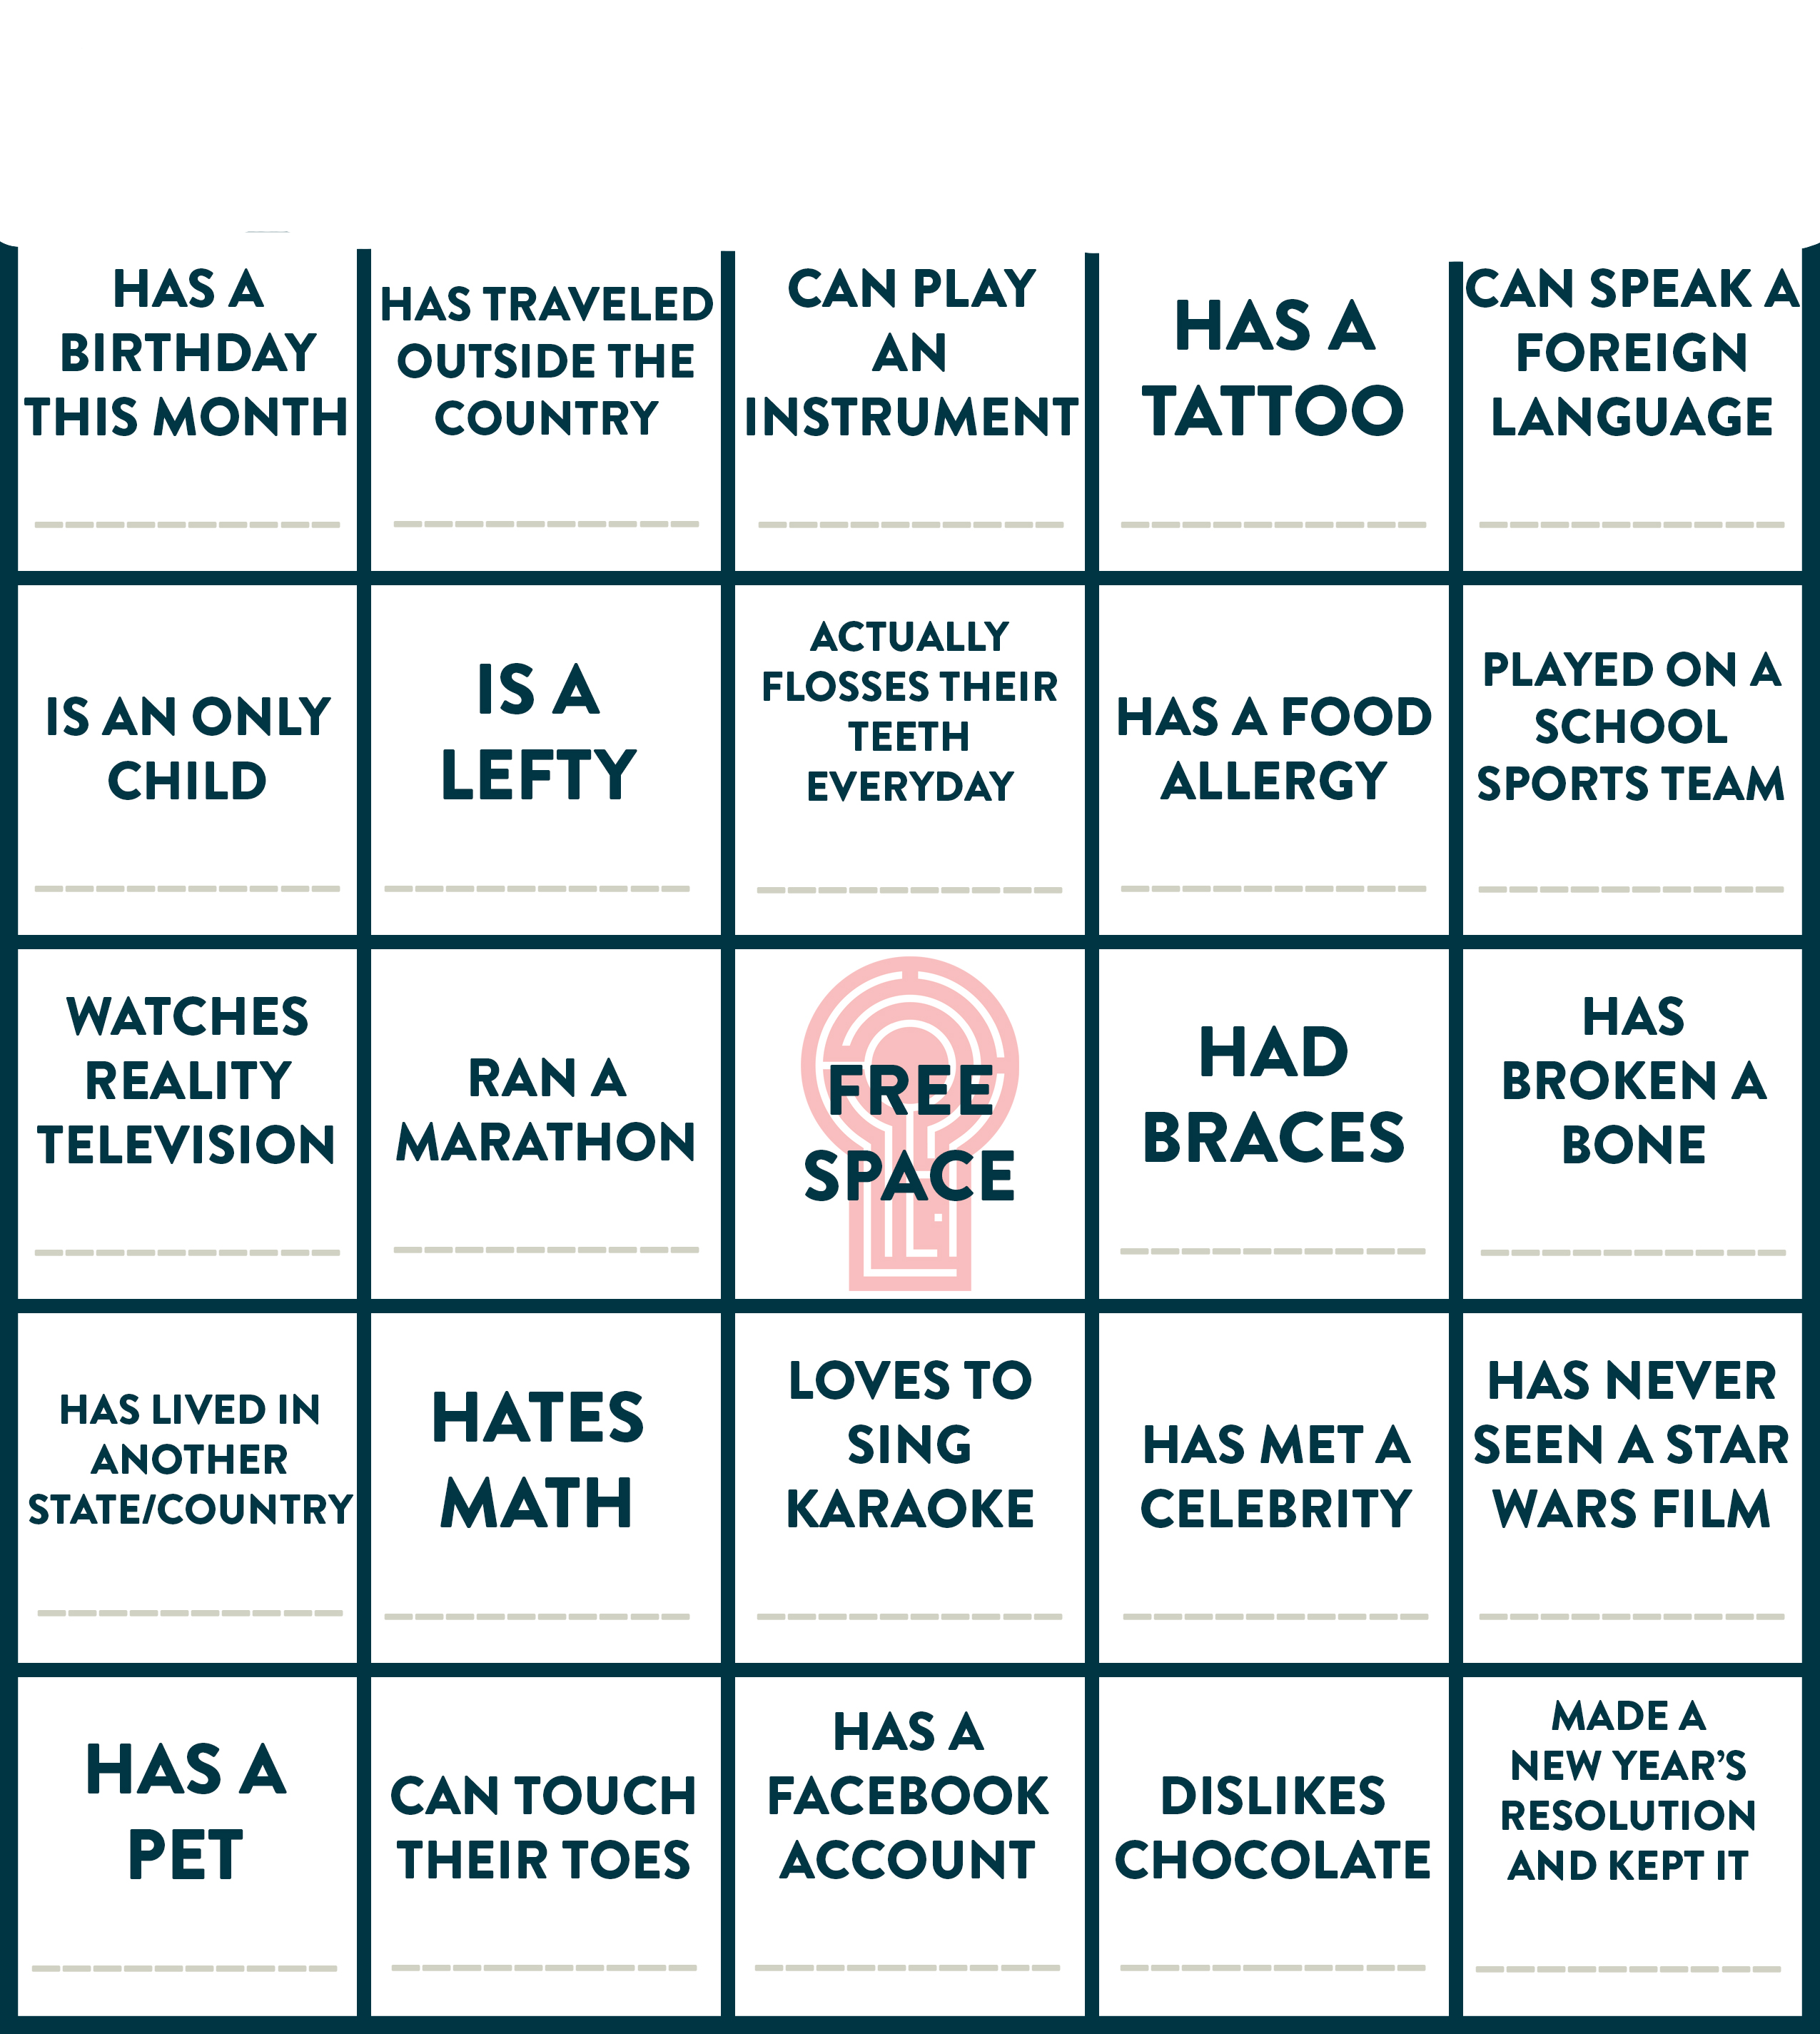 HAS A
BIRTHDAY
THIS MONTH
HAS TRAVELED
OUTSIDE THE
COUNTRY
CAN PLAY
AN
INSTRUMENT
HAS A
TATTOO
CAN SPEAK A
FOREIGN
LANGUAGE
IS AN ONLY
CHILD
IS A
LEFTY
ACTUALLY
FLOSSES THEIR
TEETH
EVERYDAY
HAS A FOOD
ALLERGY
PLAYED ON A
SCHOOL
SPORTS TEAM
WATCHES
REALITY
TELEVISION
RAN A
MARATHON
FREE
SPACE
HAD
BRACES
HAS
BROKEN A
BONE
HAS LIVED IN
ANOTHER
STATE/COUNTRY
HATES
MATH
LOVES TO
SING
KARAOKE
HAS MET A
CELEBRITY
HAS NEVER
SEEN A STAR
WARS FILM
HAS A
PET
CAN TOUCH
THEIR TOES
HAS A
FACEBOOK
ACCOUNT
DISLIKES
CHOCOLATE
MADE A
NEW YEAR’S
RESOLUTION
AND KEPT IT